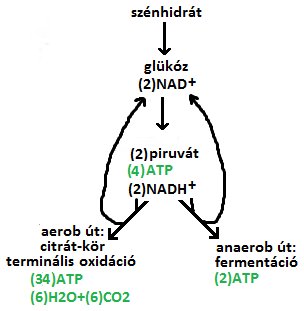 szénhidrát
glükóz
(2)NAD+
(2)piruvát
(4)ATP
(2)NADH+
aerob út:
citrát-kör
terminális oxidáció
(34)ATP
(6)H2O+(6)CO2
anaerob út:
fermentáció
(2)ATP